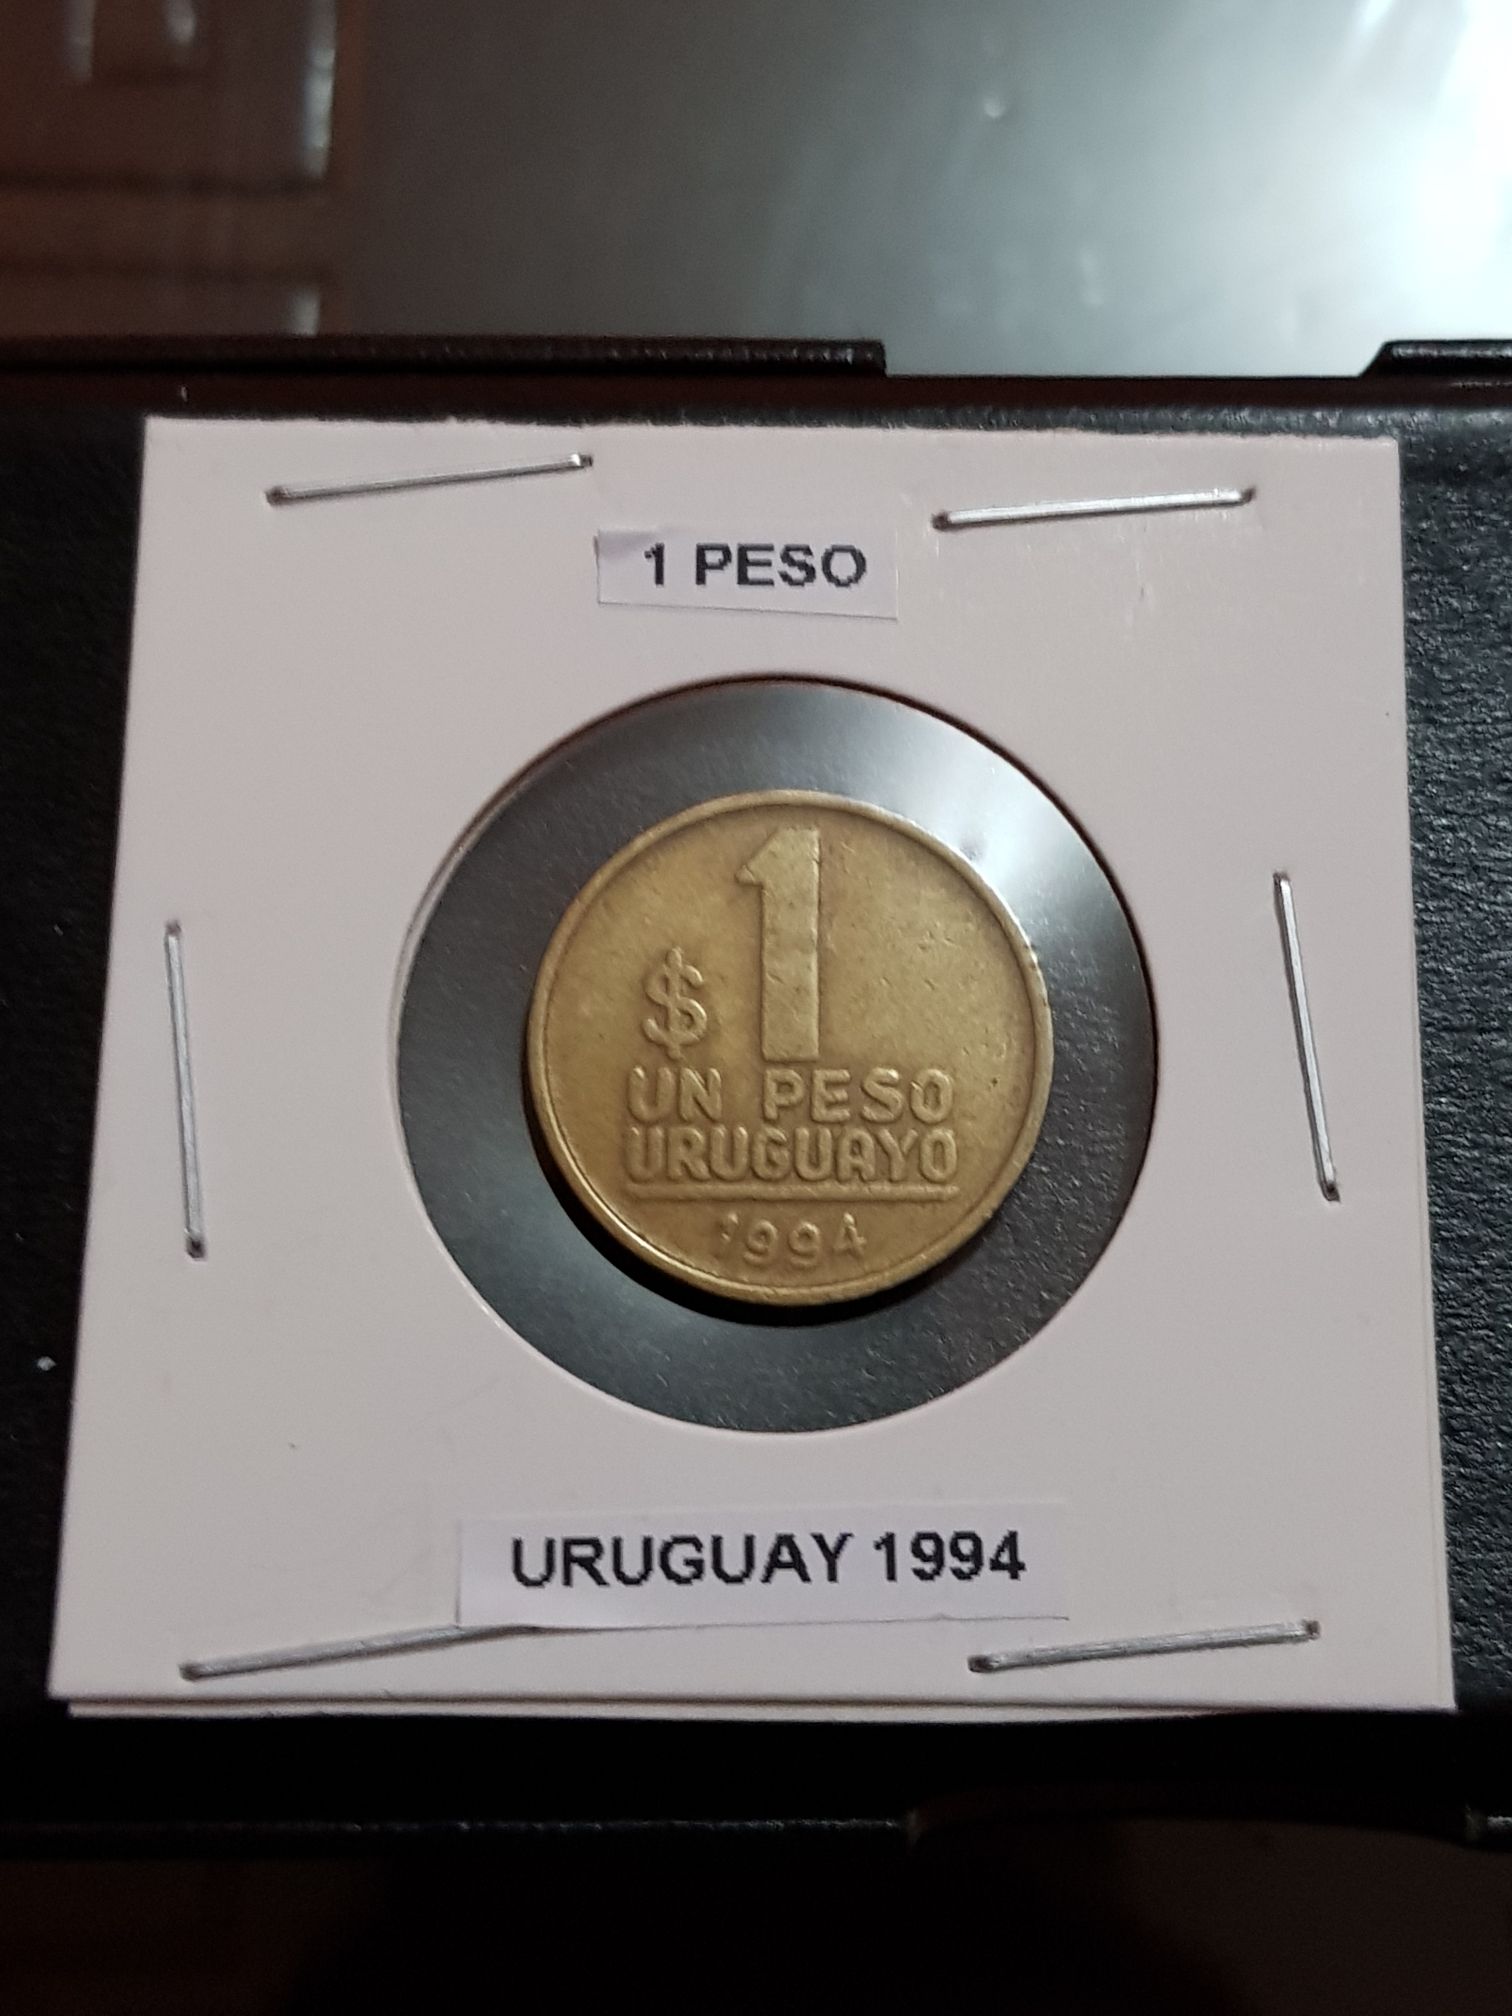 1 PESO
$ 1
UN PESO
URUGUAYO
1994
URUGUAY 1994